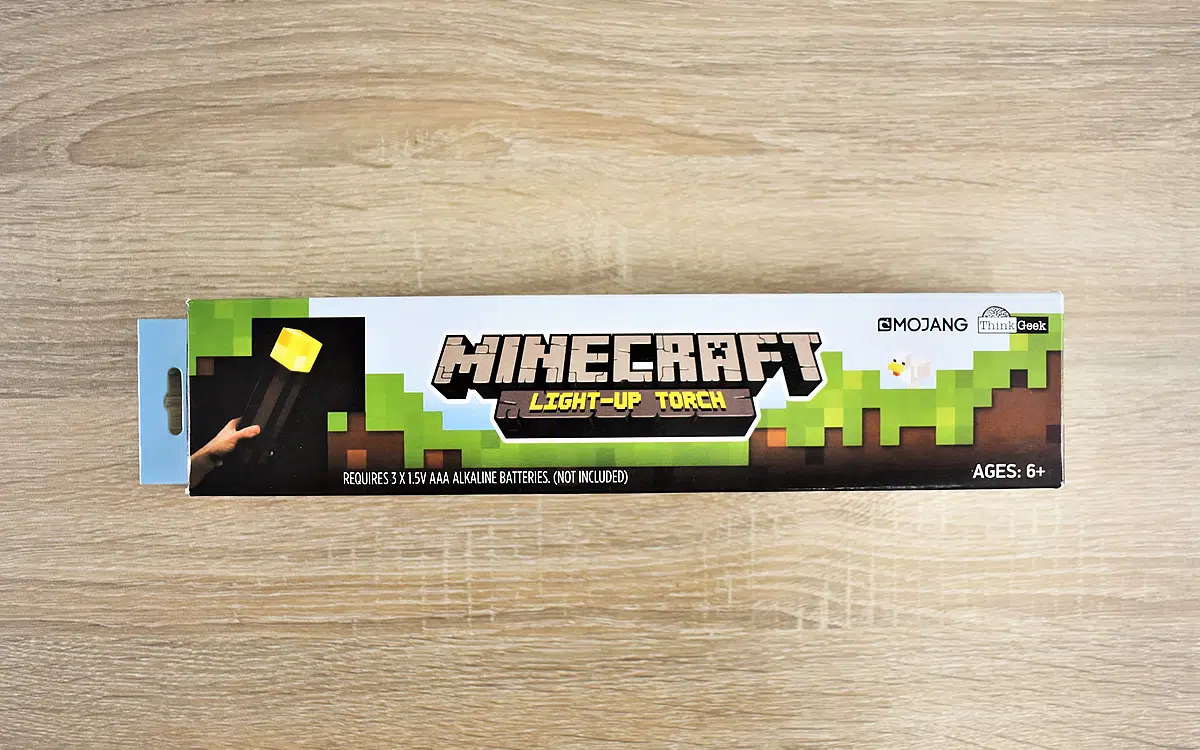 MOJANG
ThinkGeek
MINECRAFT
LIGHT-UP TORCH
REQUIRES 3 X 1.5V AAA ALKALINE BATTERIES. (NOT INCLUDED)
AGES: 6+